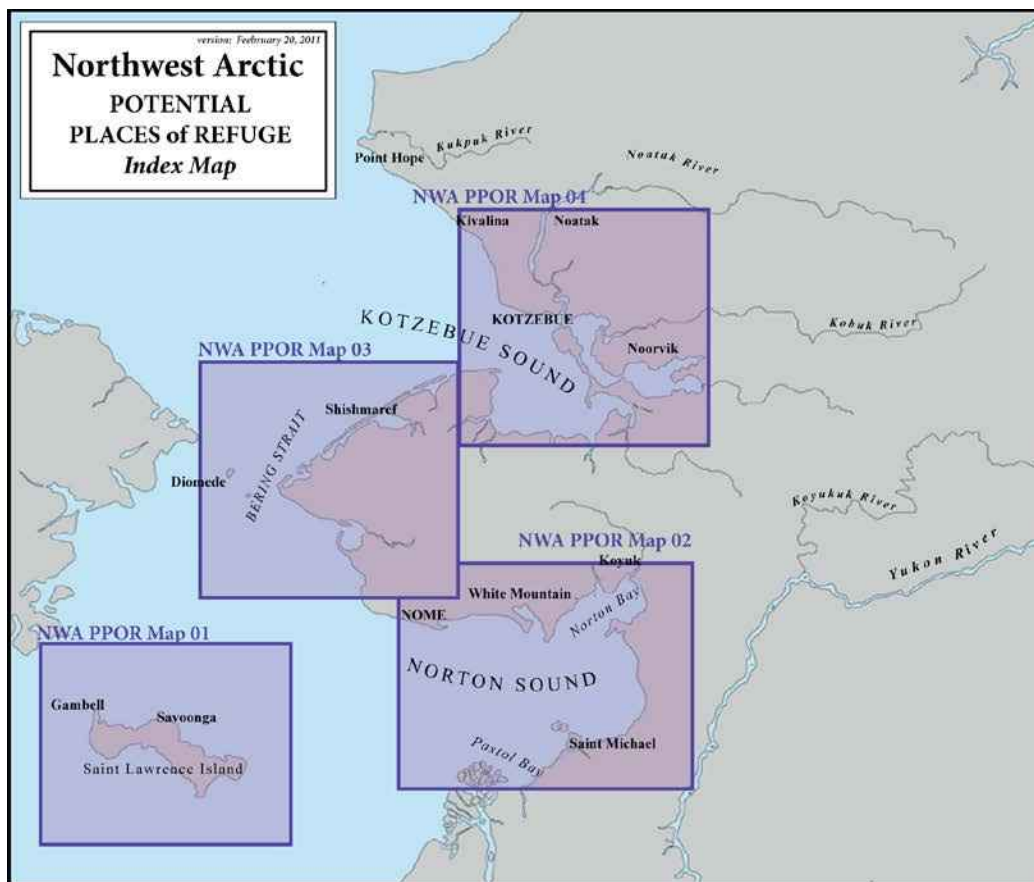 version: Feebruary 20, 2011
Northwest Arctic
POTENTIAL
PLACES of REFUGE
Index Map
Point Hope
Kukpuk River
Noatuk River
NWA PPOR Map 04
Kivalina
Noatak
KOTZEBUE SOUND
KOTZEBUE
Kobuk River
NWA PPOR Map 03
Noorvik
Shishmaref
BERING STRAIT
Diomede
Koyukuk River
NWA PPOR Map 02
Koyuk
Yukon River
White Mountain
Norton Bay
NOME
NWA PPOR Map 01
NORTON SOUND
Gambell
Savoonga
Saint Michael
Pastol Bay
Saint Lawrence Island